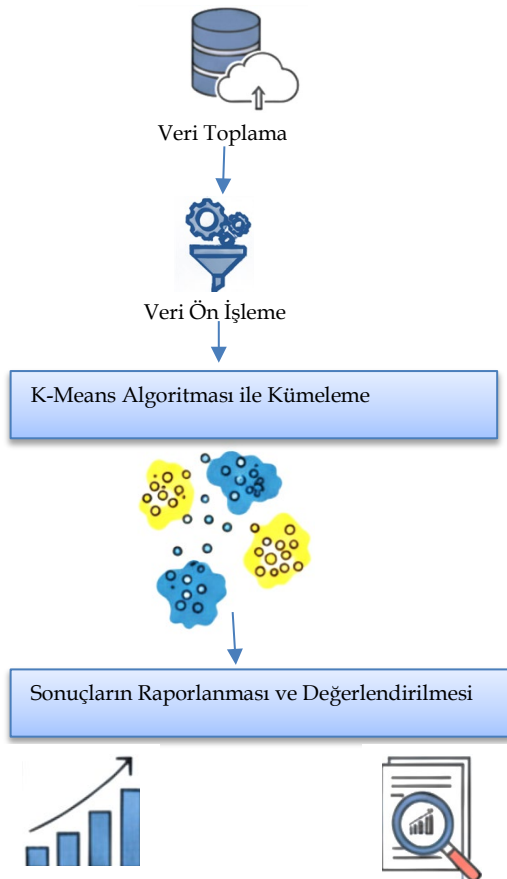 Veri Toplama
Veri Ön İşleme
K-Means Algoritması ile Kümeleme
Sonuçların Raporlanması ve Değerlendirilmesi